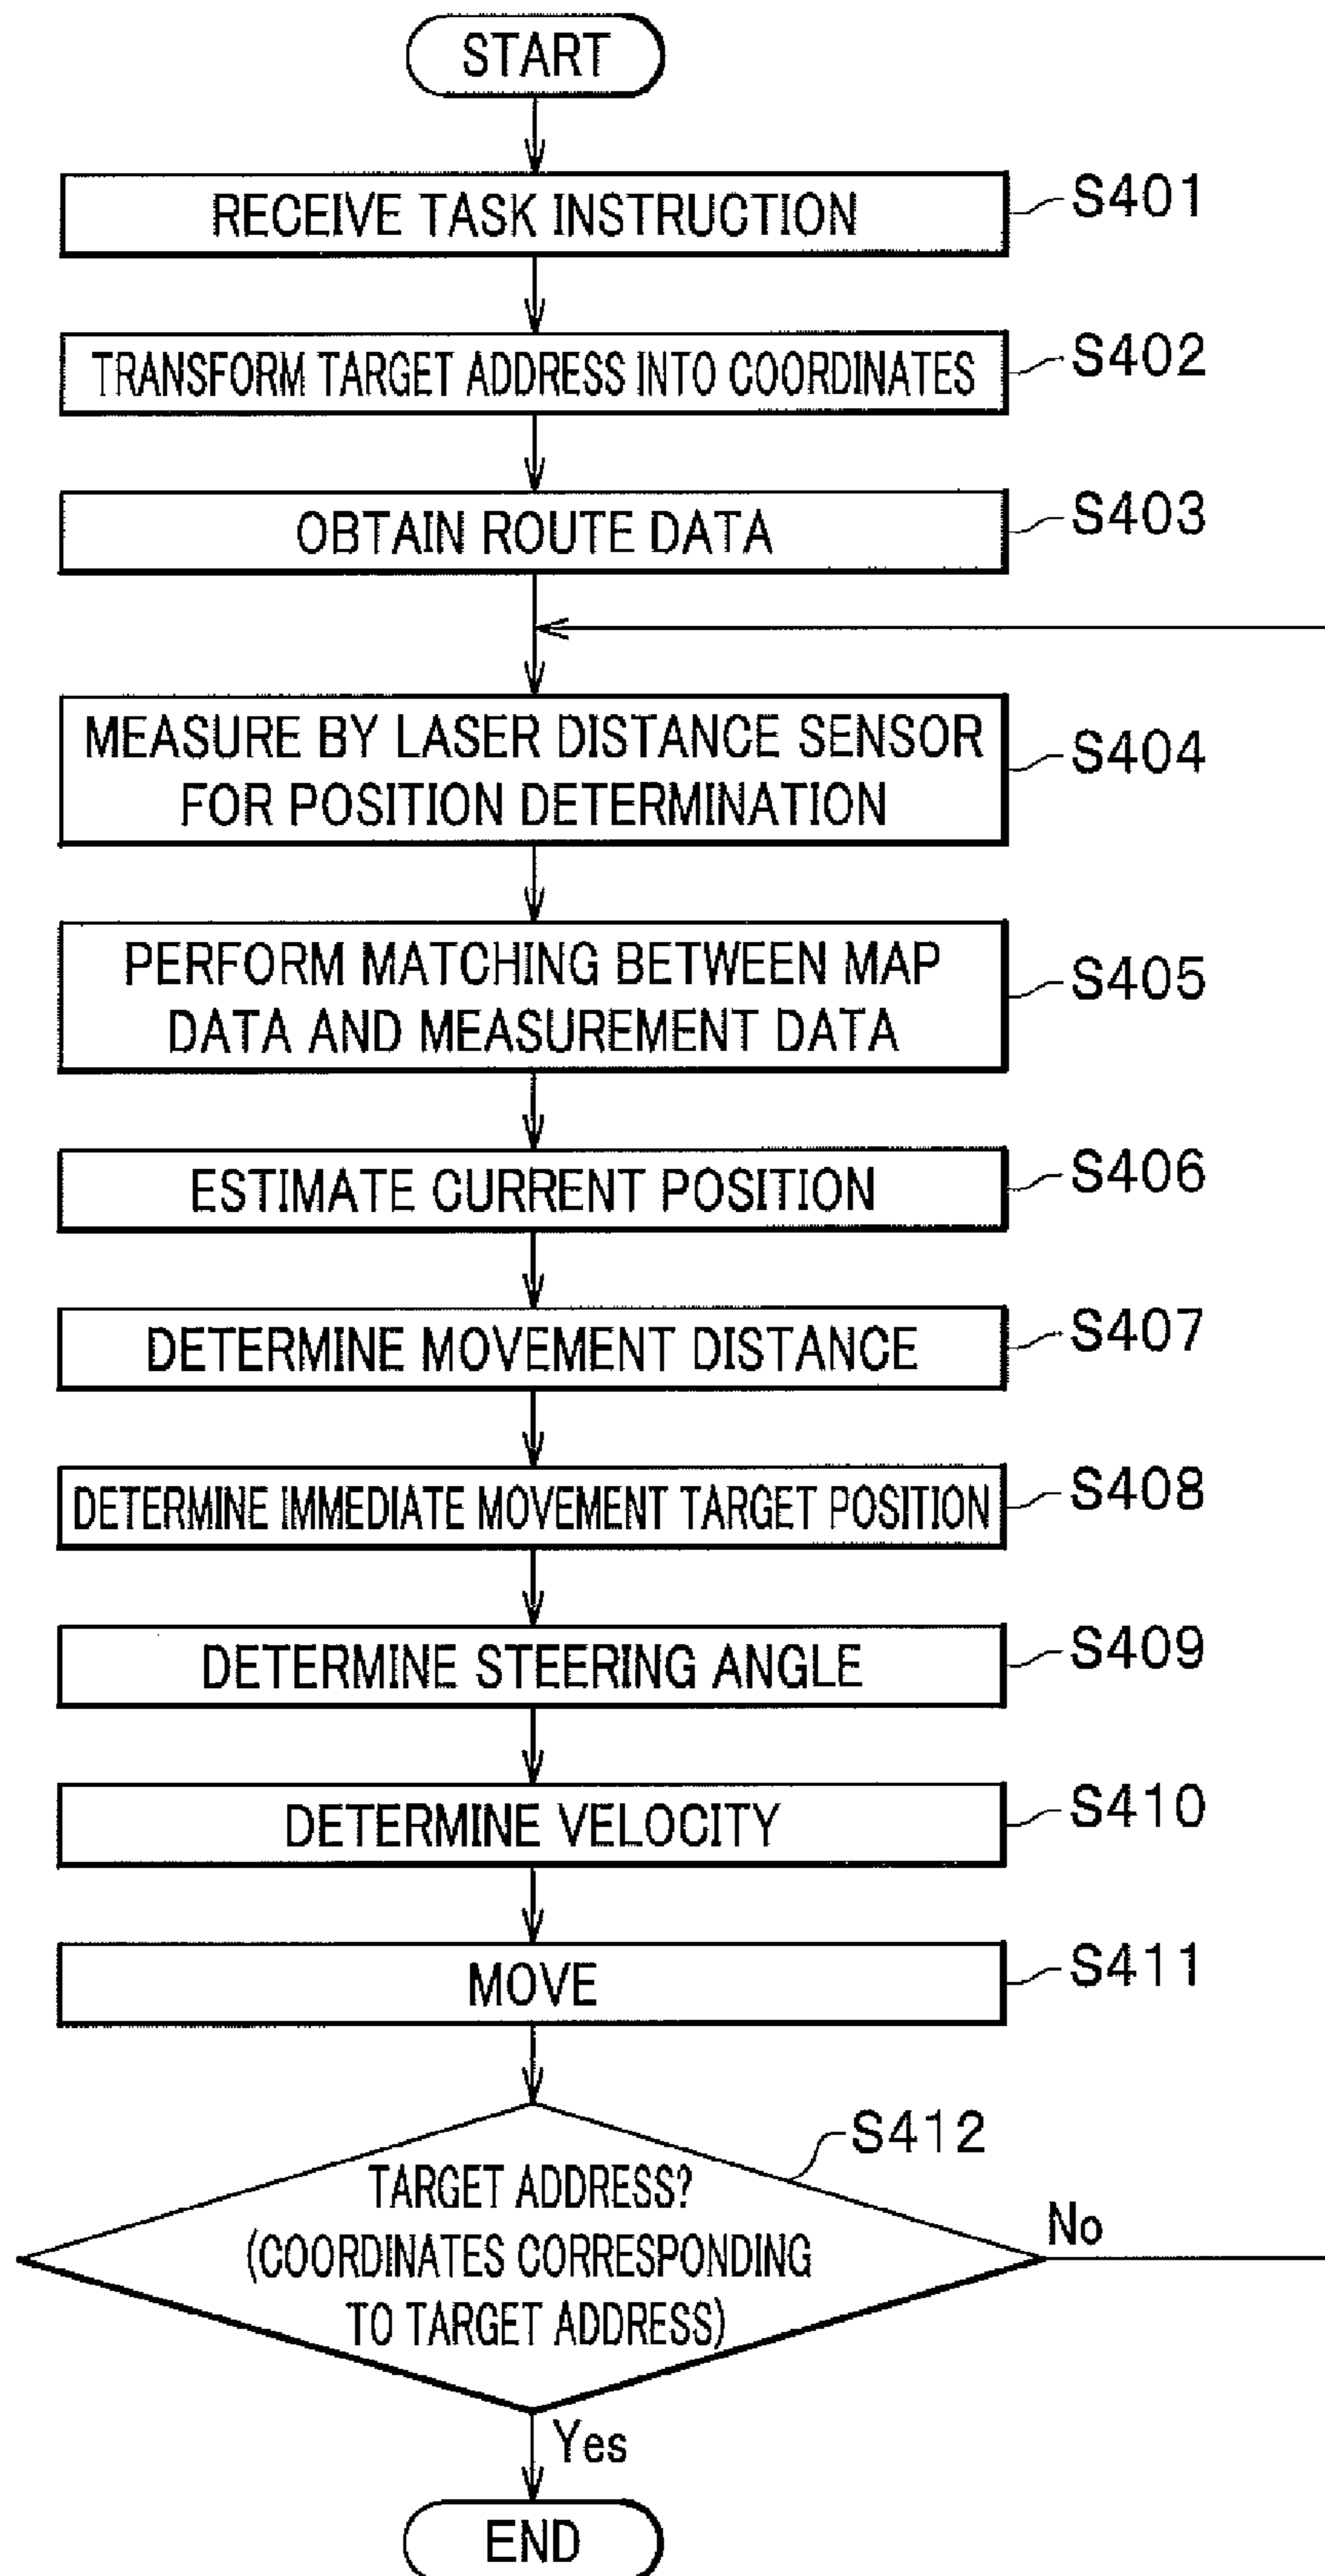 START
RECEIVE TASK INSTRUCTION
S401
TRANSFORM TARGET ADDRESS INTO COORDINATES
S402
OBTAIN ROUTE DATA
S403
MEASURE BY LASER DISTANCE SENSOR
FOR POSITION DETERMINATION
S404
PERFORM MATCHING BETWEEN MAP
DATA AND MEASUREMENT DATA
S405
ESTIMATE CURRENT POSITION
S406
DETERMINE MOVEMENT DISTANCE
S407
DETERMINE IMMEDIATE MOVEMENT TARGET POSITION
S408
DETERMINE STEERING ANGLE
S409
DETERMINE VELOCITY
S410
MOVE
S411
S412
TARGET ADDRESS?
(COORDINATES CORRESPONDING
TO TARGET ADDRESS)
No
Yes
END